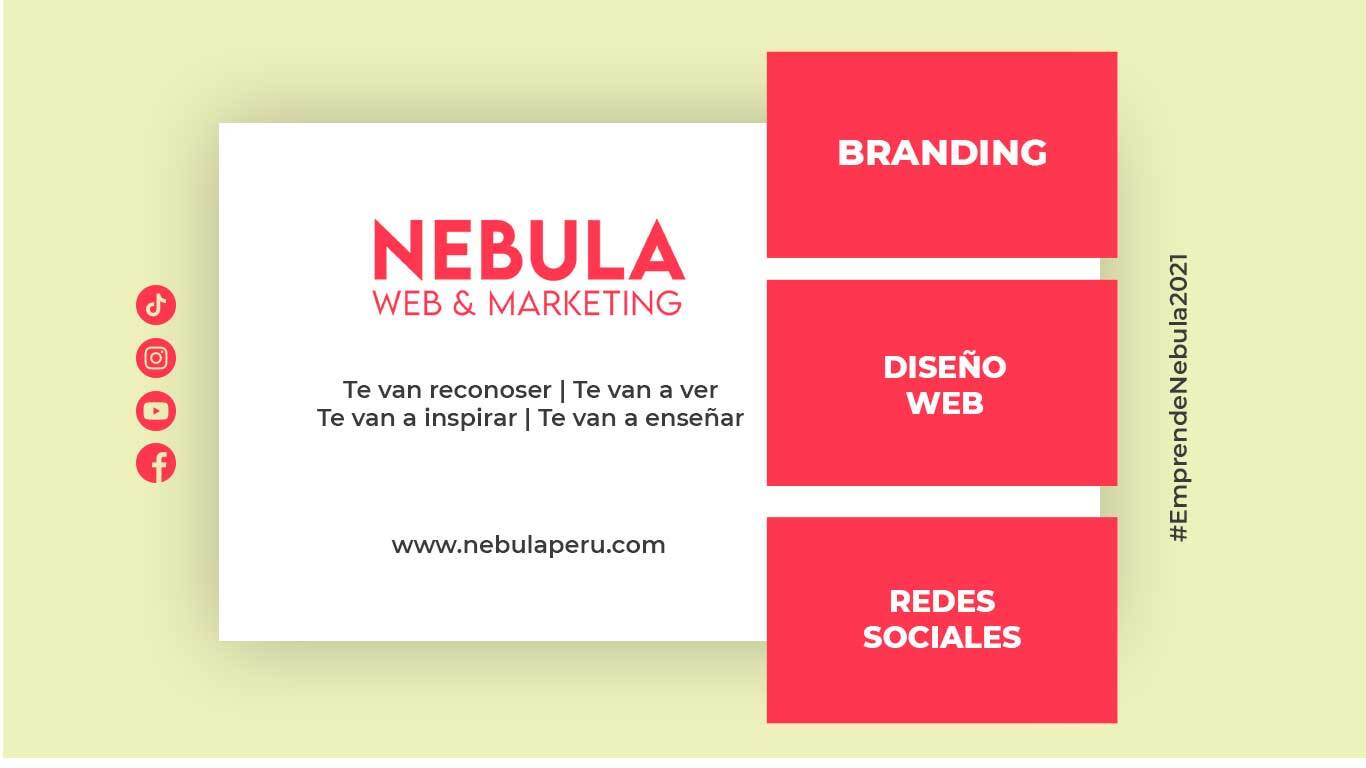 NEBULA
WEB & MARKETING
Te van reconoser | Te van a ver
Te van a inspirar | Te van a enseñar
www.nebulaperu.com
BRANDING
DISEÑO
WEB
REDES
SOCIALES
#EmprendeNebula2021